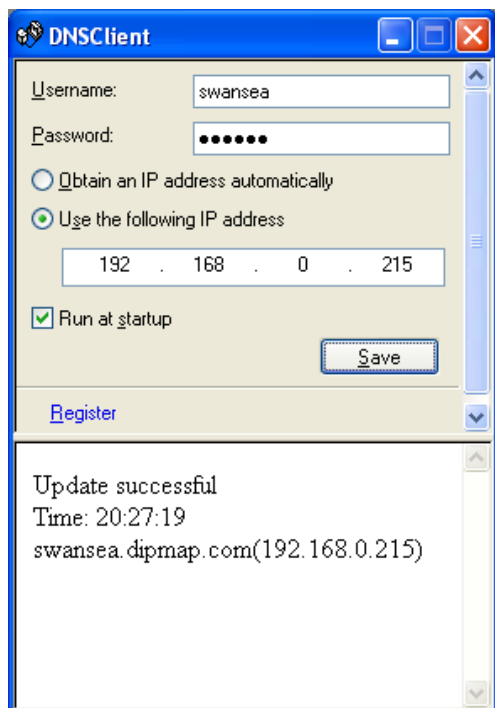 DNSClient
Username: swansea
Password: ●●●●●●
Obtain an IP address automatically
Use the following IP address
192 . 168 . 0 . 215
Run at startup
Save
Register
Update successful
Time: 20:27:19
swansea.dipmap.com(192.168.0.215)